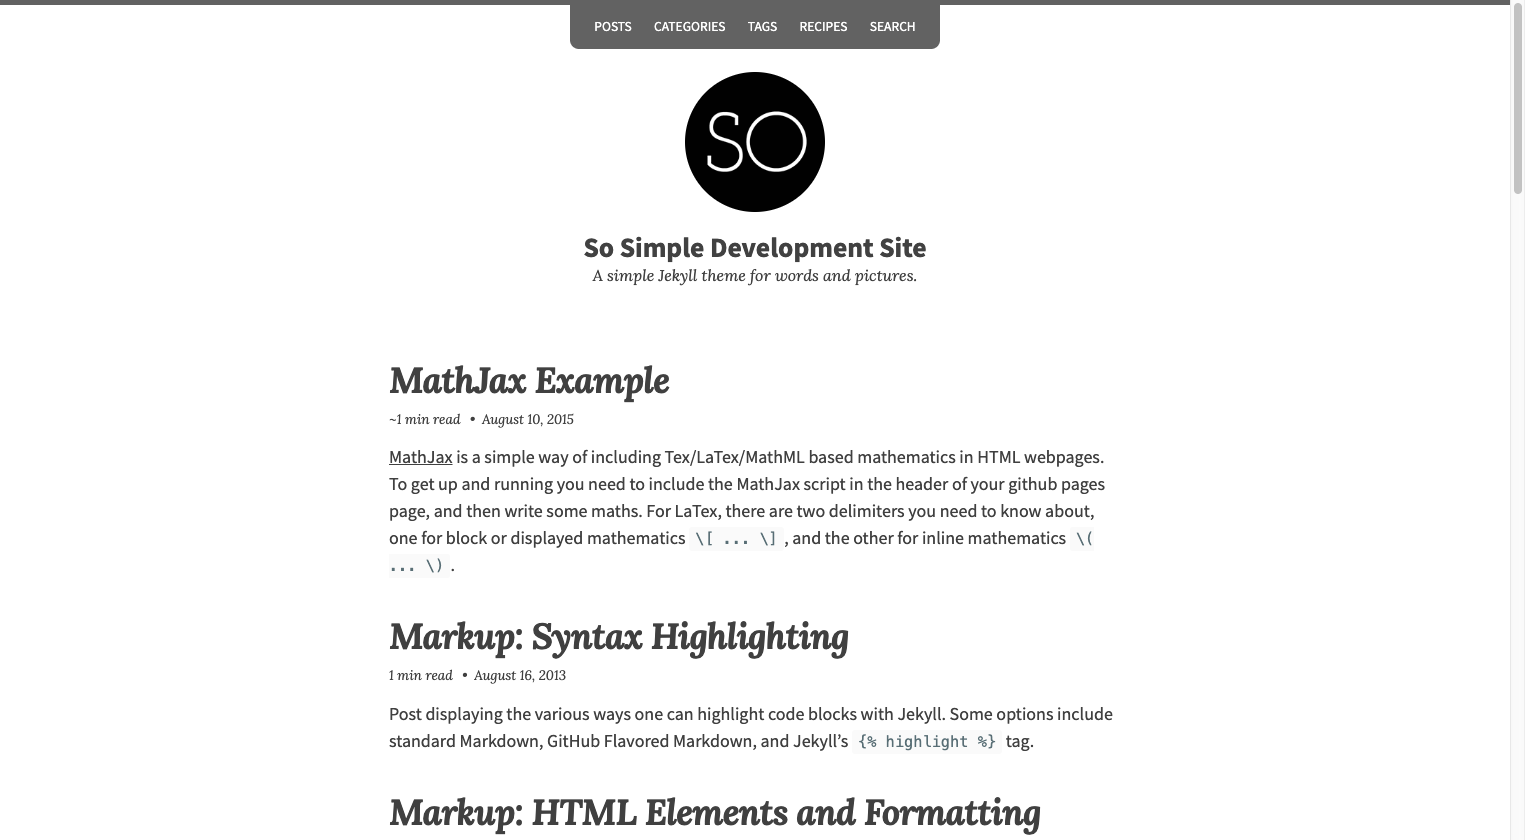 POSTS CATEGORIES TAGS RECIPES SEARCH
SO
So Simple Development Site
A simple Jekyll theme for words and pictures.
MathJax Example
~1 min read • August 10, 2015
MathJax is a simple way of including Tex/LaTex/MathML based mathematics in HTML webpages.
To get up and running you need to include the MathJax script in the header of your github pages
page, and then write some maths. For LaTex, there are two delimiters you need to know about,
one for block or displayed mathematics \[ ... \] , and the other for inline mathematics \(
... \) .
Markup: Syntax Highlighting
1 min read • August 16, 2013
Post displaying the various ways one can highlight code blocks with Jekyll. Some options include
standard Markdown, GitHub Flavored Markdown, and Jekyll’s {% highlight %} tag.
Markup: HTML Elements and Formatting